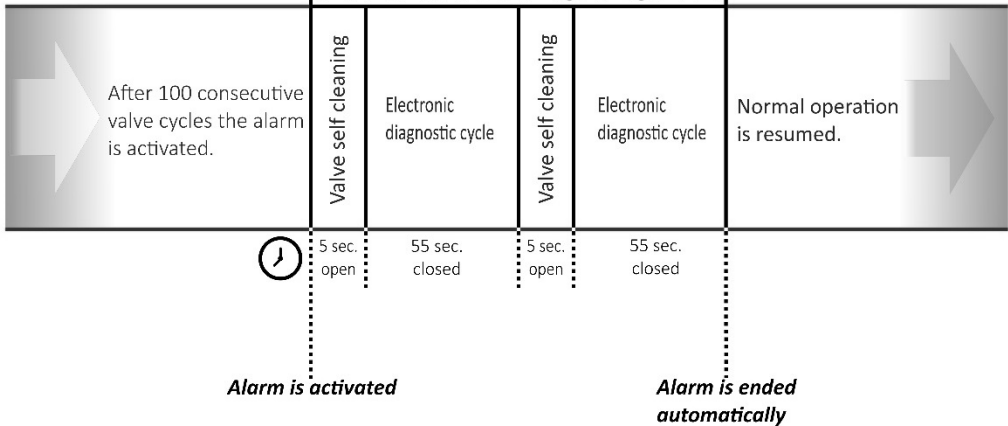 After 100 consecutive
valve cycles the alarm
is activated.
Valve self cleaning
Electronic
diagnostic cycle
Valve self cleaning
Electronic
diagnostic cycle
Normal operation
is resumed.
5 sec.
open
55 sec.
closed
5 sec.
open
55 sec.
closed
Alarm is activated
Alarm is ended
automatically